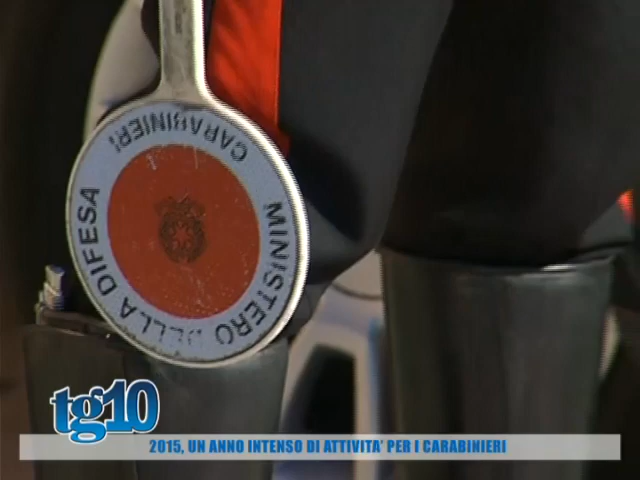 CARABINIERI
MINISTERO DELLA DIFESA
tg10
2015, UN ANNO INTENSO DI ATTIVITA' PER I CARABINIERI